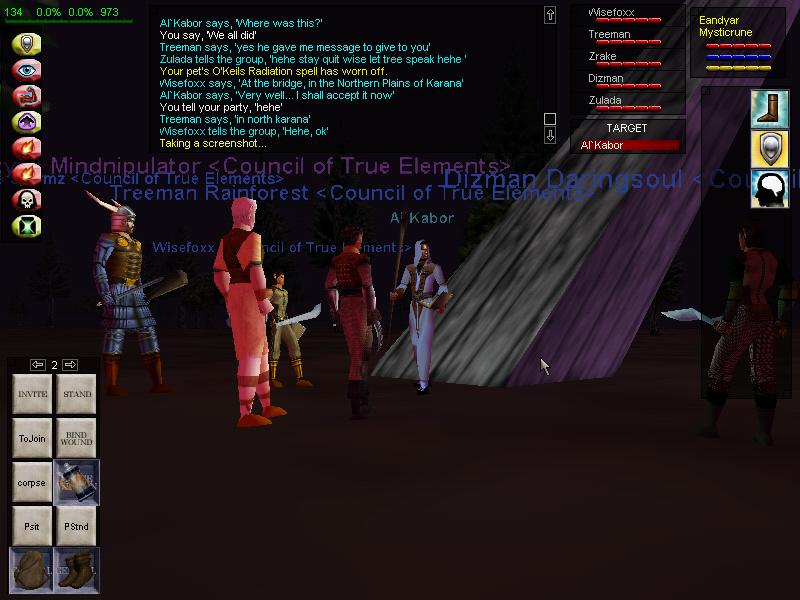 134 0.0% 0.0% 973
Al`Kabor says, 'Where was this?'
You say, 'We all did'
Treeman says, 'yes he gave me message to give to you'
Zulada tells the group, 'hehe stay quit wise let tree speak hehe '
Your pet's O'Keils Radiation spell has worn off.
Wisefoxx says, 'At the bridge, in the Northern Plains of Karana'
Al`Kabor says, 'Very well... I shall accept it now'
You tell your party, 'hehe'
Treeman says, 'in north karana'
Wisefoxx tells the group, 'Hehe, ok'
Taking a screenshot...
Wisefoxx
Treeman
Zrake
Dizman
Zulada
TARGET
Al`Kabor
Eandyar
Mysticrune
Mindnipulator <Council of True Elements>
<Council of True Elements>
Dizman Daringsoul
Treeman Rainforest <Council of True Elements>
Al`Kabor
Wisefoxx
2
INVITE STAND
ToJoin BIND WOUND
corpse
Psit PStnd